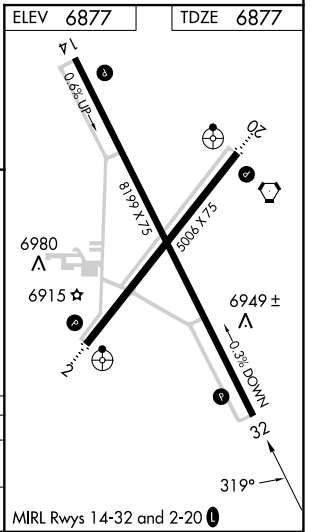 ELEV 6877
TDZE 6877
14
P
0.6% UP
20
P
8199 X 75
5006 X 75
6980
6915
6949 ±
P
2
0.3% DOWN
P
32
319°
MIRL Rwys 14-32 and 2-20 L